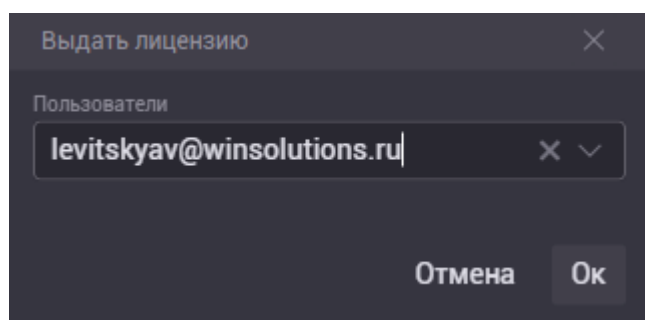 Выдать лицензию
Пользователи
levitskyav@winsolutions.ru
Отмена Ок